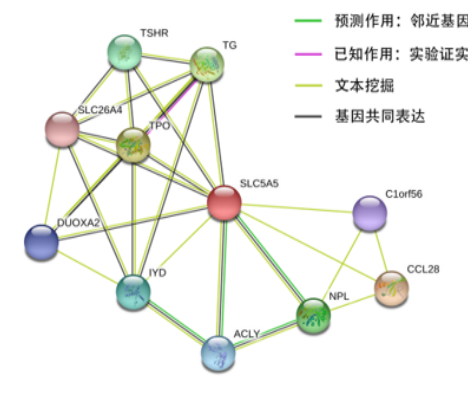 TSHR
TG
预测作用：邻近基因
已知作用：实验证实
文本挖掘
基因共同表达
SLC26A4
TPO
SLC5A5
C1orf56
DUOXA2
IYD
CCL28
NPL
ACLY